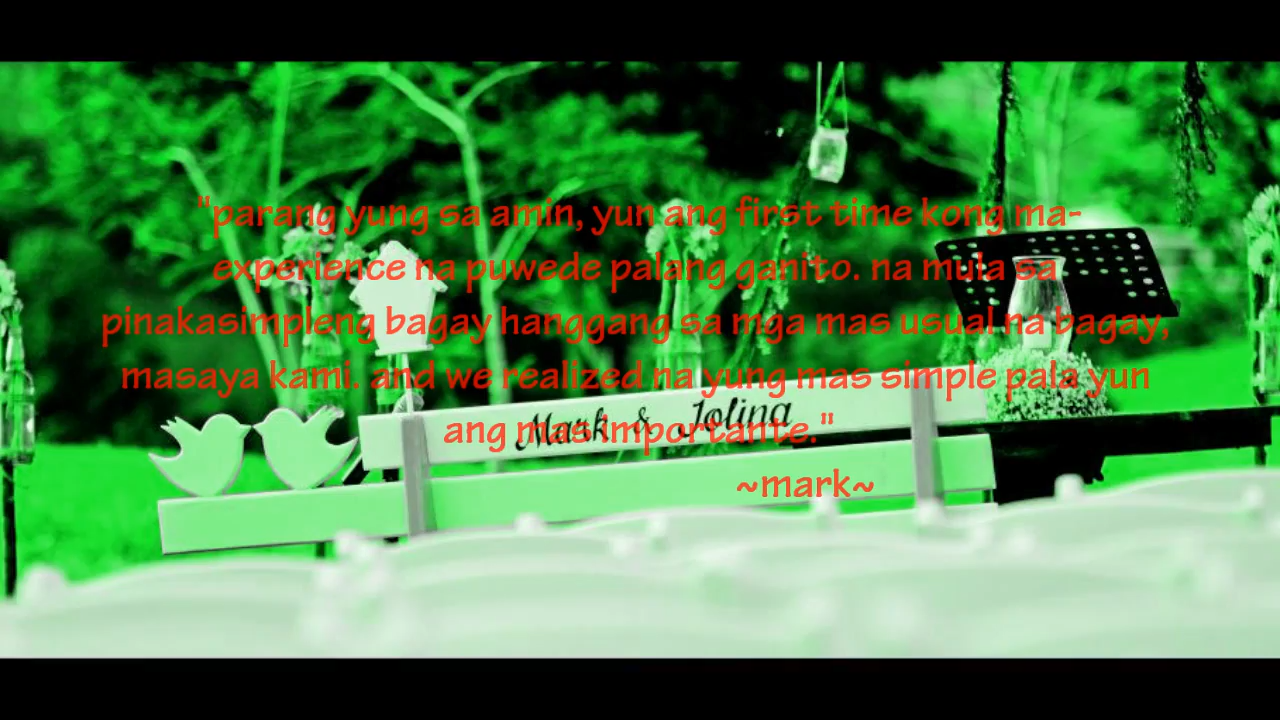 "parang yung sa amin, yun ang first time kong ma-
experience na puwede palang ganito. na mula sa
pinakasimpleng bagay hanggang sa mga mas usual na bagay,
masaya kami. and we realized na yung mas simple pala yun
Mark & Jolina
ang mas importante."
~mark~